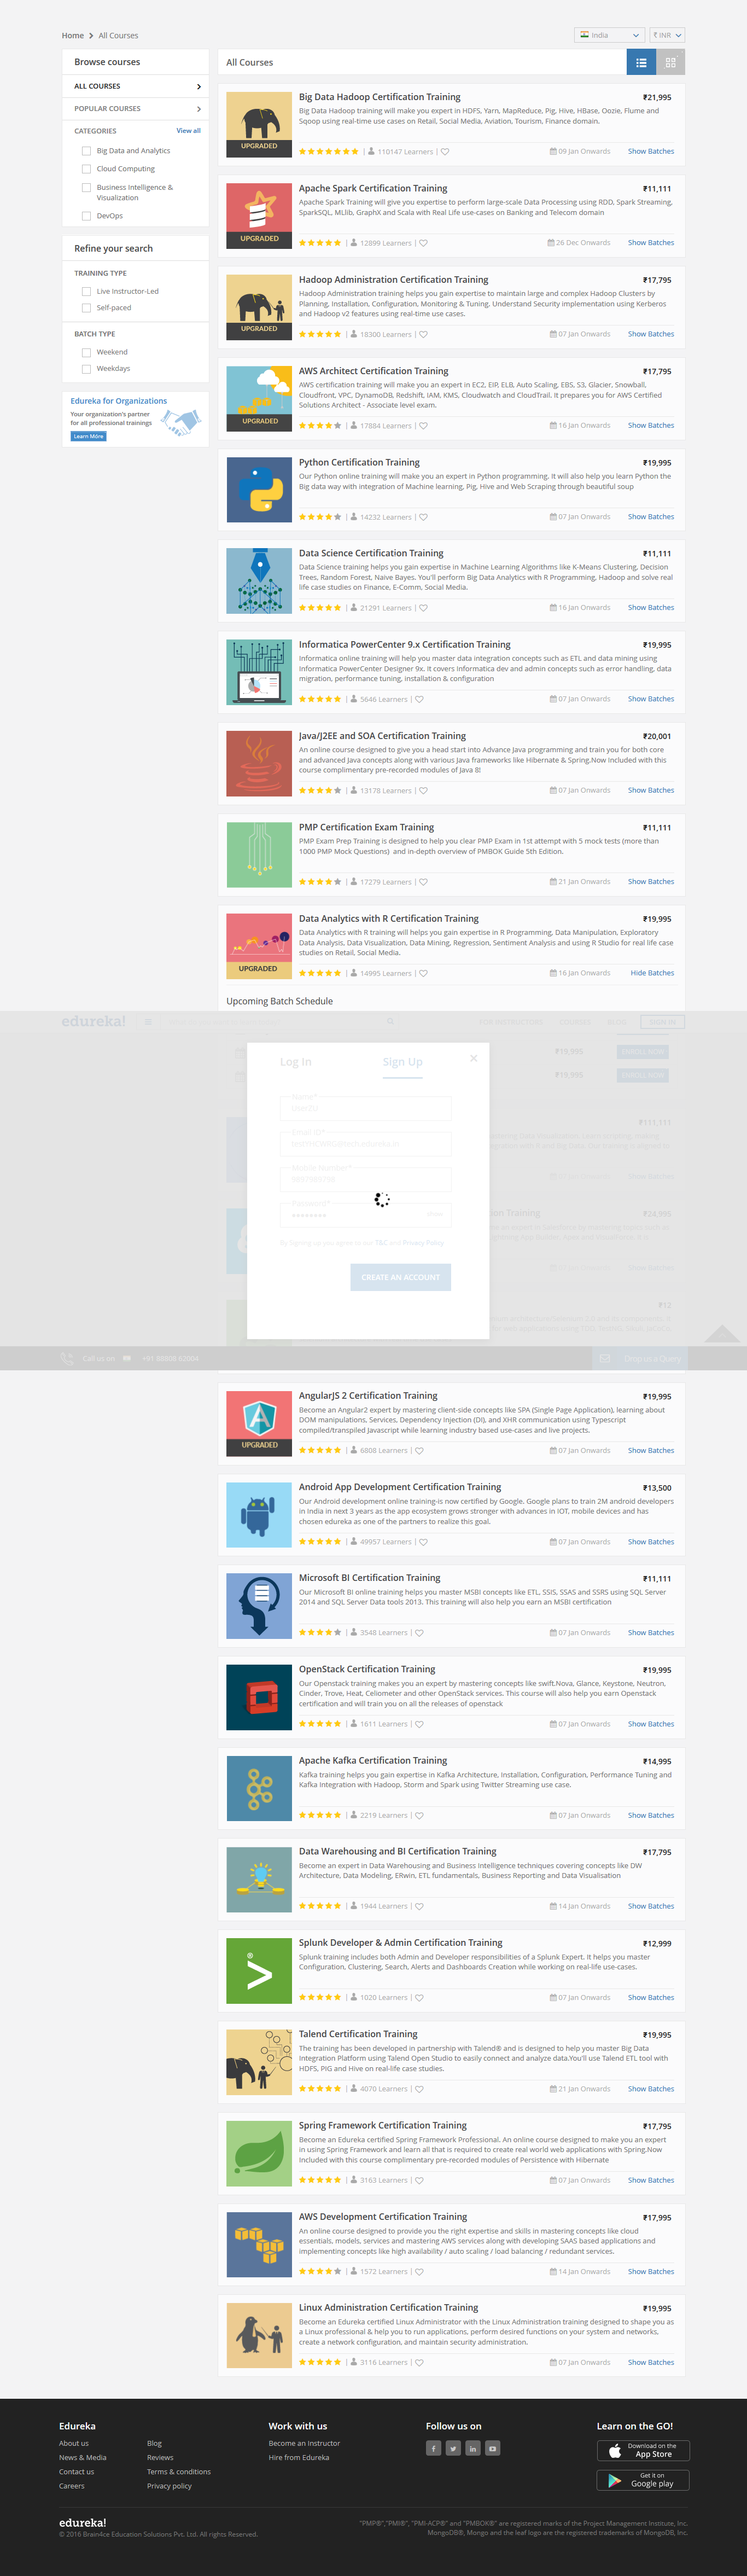 Home > All Courses
India
₹ INR
Browse courses
ALL COURSES
POPULAR COURSES
CATEGORIES
View all
Big Data and Analytics
Cloud Computing
Business Intelligence &
Visualization
DevOps
Refine your search
TRAINING TYPE
Live Instructor-Led
Self-paced
BATCH TYPE
Weekend
Weekdays
Edureka for Organizations
Your organization's partner
for all professional trainings
Learn More
All Courses
UPGRADED
Big Data Hadoop Certification Training
₹21,995
Big Data Hadoop training will make you expert in HDFS, Yarn, MapReduce, Pig, Hive, HBase, Oozie, Flume and
Sqoop using real-time use cases on Retail, Social Media, Aviation, Tourism, Finance domain.
110147 Learners
09 Jan Onwards
Show Batches
UPGRADED
Apache Spark Certification Training
₹11,111
Apache Spark Training will give you expertise to perform large-scale Data Processing using RDD, Spark Streaming,
SparkSQL, MLlib, GraphX and Scala with Real Life use-cases on Banking and Telecom domain
12899 Learners
26 Dec Onwards
Show Batches
UPGRADED
Hadoop Administration Certification Training
₹17,795
Hadoop Administration training helps you gain expertise to maintain large and complex Hadoop Clusters by
Planning, Installation, Configuration, Monitoring & Tuning. Understand Security implementation using Kerberos
and Hadoop v2 features using real-time use cases.
18300 Learners
07 Jan Onwards
Show Batches
UPGRADED
AWS Architect Certification Training
₹17,795
AWS certification training will make you an expert in EC2, EIP, ELB, Auto Scaling, EBS, S3, Glacier, Snowball,
Cloudfront, VPC, DynamoDB, Redshift, IAM, KMS, Cloudwatch and CloudTrail. It prepares you for AWS Certified
Solutions Architect - Associate level exam.
17884 Learners
16 Jan Onwards
Show Batches
Python Certification Training
₹19,995
Our Python online training will make you an expert in Python programming. It will also help you learn Python the
Big data way with integration of Machine learning, Pig, Hive and Web Scraping through beautiful soup
14232 Learners
07 Jan Onwards
Show Batches
Data Science Certification Training
₹11,111
Data Science training helps you gain expertise in Machine Learning Algorithms like K-Means Clustering, Decision
Trees, Random Forest, Naive Bayes. You'll perform Big Data Analytics with R Programming, Hadoop and solve real
life case studies on Finance, E-Comm, Social Media.
21291 Learners
16 Jan Onwards
Show Batches
Informatica PowerCenter 9.x Certification Training
₹19,995
Informatica online training will help you master data integration concepts such as ETL and data mining using
Informatica PowerCenter Designer 9x. It covers informatica dev and admin concepts such as error handling, data
migration, performance tuning, installation & configuration
5646 Learners
07 Jan Onwards
Show Batches
Java/J2EE and SOA Certification Training
₹20,001
An online course designed to give you a head start into Advance Java programming and train you for both core
and advanced Java concepts along with various Java frameworks like Hibernate & Spring.Now Included with this
course complimentary pre-recorded modules of Java 8!
13178 Learners
07 Jan Onwards
Show Batches
PMP Certification Exam Training
₹11,111
PMP Exam Prep Training is designed to help you clear PMP Exam in 1st attempt with 5 mock tests (more than
1000 PMP Mock Questions) and in-depth overview of PMBOK Guide 5th Edition.
17279 Learners
21 Jan Onwards
Show Batches
UPGRADED
Data Analytics with R Certification Training
₹19,995
Data Analytics with R training will helps you gain expertise in R Programming, Data Manipulation, Exploratory
Data Analysis, Data Visualization, Data Mining, Regression, Sentiment Analysis and using R Studio for real life case
studies on Retail, Social Media.
14995 Learners
16 Jan Onwards
Hide Batches
Upcoming Batch Schedule
edureka!
COURSES
SIGN IN
₹19,995
ENROLL NOW
₹19,995
ENROLL NOW
Log In
Sign Up
Name*
Email ID*
Mobile Number*
Password*
By Signing up you agree to our T&C and Privacy Policy
CREATE AN ACCOUNT
₹24,995
₹12
Call us on
Drop us a Query
UPGRADED
AngularJS 2 Certification Training
₹19,995
Become an Angular2 expert by mastering client-side concepts like SPA (Single Page Application), learning about
DOM manipulations, Services, Dependency Injection (DI), and XHR communication using Typescript
compiled/transpiled Javascript while learning industry based use-cases and live projects.
6808 Learners
07 Jan Onwards
Show Batches
Android App Development Certification Training
₹13,500
Our Android development online training-is now certified by Google. Google plans to train 2M android developers
in India in next 3 years as the app ecosystem grows stronger with advances in IOT, mobile devices and has
chosen edureka as one of the partners to realize this goal.
49957 Learners
07 Jan Onwards
Show Batches
Microsoft BI Certification Training
₹11,111
Our Microsoft BI online training helps you master MSBI concepts like ETL, SSIS, SSAS and SSRS using SQL Server
2014 and SQL Server Data tools 2013. This training will also help you earn an MSBI certification
3548 Learners
07 Jan Onwards
Show Batches
OpenStack Certification Training
₹19,995
Our Openstack training makes you an expert by mastering concepts like swift,Nova, Glance, Keystone, Neutron,
Cinder, Trove, Heat, Celiometer and other OpenStack services. This course will also help you earn Openstack
certification and will train you on all the releases of openstack
1611 Learners
07 Jan Onwards
Show Batches
Apache Kafka Certification Training
₹14,995
Kafka training helps you gain expertise in Kafka Architecture, Installation, Configuration, Performance Tuning and
Kafka Integration with Hadoop, Storm and Spark using Twitter Streaming use case.
2219 Learners
07 Jan Onwards
Show Batches
Data Warehousing and BI Certification Training
₹17,795
Become an expert in Data Warehousing and Business Intelligence techniques covering concepts like DW
Architecture, Data Modeling, ERwin, ETL fundamentals, Business Reporting and Data Visualisation
1944 Learners
14 Jan Onwards
Show Batches
Splunk Developer & Admin Certification Training
₹12,999
Splunk training includes both Admin and Developer responsibilities of a Splunk Expert. It helps you master
Configuration, Clustering, Search, Alerts and Dashboards Creation while working on real-life use-cases.
1020 Learners
07 Jan Onwards
Show Batches
Talend Certification Training
₹19,995
The training has been developed in partnership with Talend® and is designed to help you master Big Data
Integration Platform using Talend Open Studio to easily connect and analyze data.You'll use Talend ETL tool with
HDFS, PIG and Hive on real-life case studies.
4070 Learners
21 Jan Onwards
Show Batches
Spring Framework Certification Training
₹17,795
Become an Edureka certified Spring Framework Professional. An online course designed to make you an expert
in using Spring Framework and learn all that is required to create real world web applications with Spring.Now
Included with this course complimentary pre-recorded modules of Persistence with Hibernate
3163 Learners
07 Jan Onwards
Show Batches
AWS Development Certification Training
₹17,995
An online course designed to provide you the right expertise and skills in mastering concepts like cloud
essentials, models, services and mastering AWS services along with developing SAAS based applications and
implementing concepts like high availability / auto scaling / load balancing / redundant services.
1572 Learners
14 Jan Onwards
Show Batches
Linux Administration Certification Training
₹19,995
Become an Edureka certified Linux Administrator with the Linux Administration training designed to shape you as
a Linux professional & help you to run applications, perform desired functions on your system and networks,
create a network configuration, and maintain security administration.
3116 Learners
07 Jan Onwards
Show Batches
Edureka
About us
News & Media
Contact us
Careers
Blog
Reviews
Terms & conditions
Privacy policy
Work with us
Become an Instructor
Hire from Edureka
Follow us on
Learn on the GO!
Download on the
App Store
Get it on
Google play
edureka!
© 2016 Brain4ce Education Solutions Pvt. Ltd. All rights Reserved.
"PMP®","PMI®", "PMI-ACP®" and "PMBOK®" are registered marks of the Project Management Institute, Inc.
MongoDB®, Mongo and the leaf logo are the registered trademarks of MongoDB, Inc.